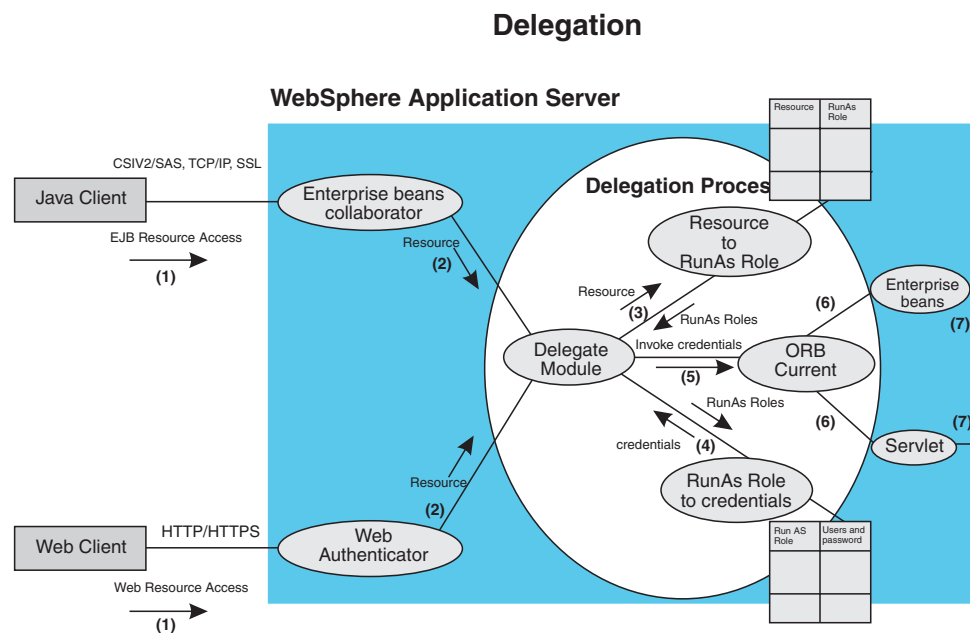 Delegation
WebSphere Application Server
Resource
RunAs
Role
CSIV2/SAS, TCP/IP, SSL
Java Client
Enterprise beans
collaborator
Delegation Proces
EJB Resource Access
(1)
Resource
(2)
Resource
to
RunAs Role
Resource
(3)
RunAs Roles
(6)
Enterprise
beans
(7)
Delegate
Module
Invoke credentials
(5)
ORB
Current
RunAs Roles
credentials
(4)
(6)
(7)
Servlet
Resource
(2)
RunAs Role
to credentials
HTTP/HTTPS
Web Client
Web
Authenticator
Run AS
Role
Users and
password
Web Resource Access
(1)